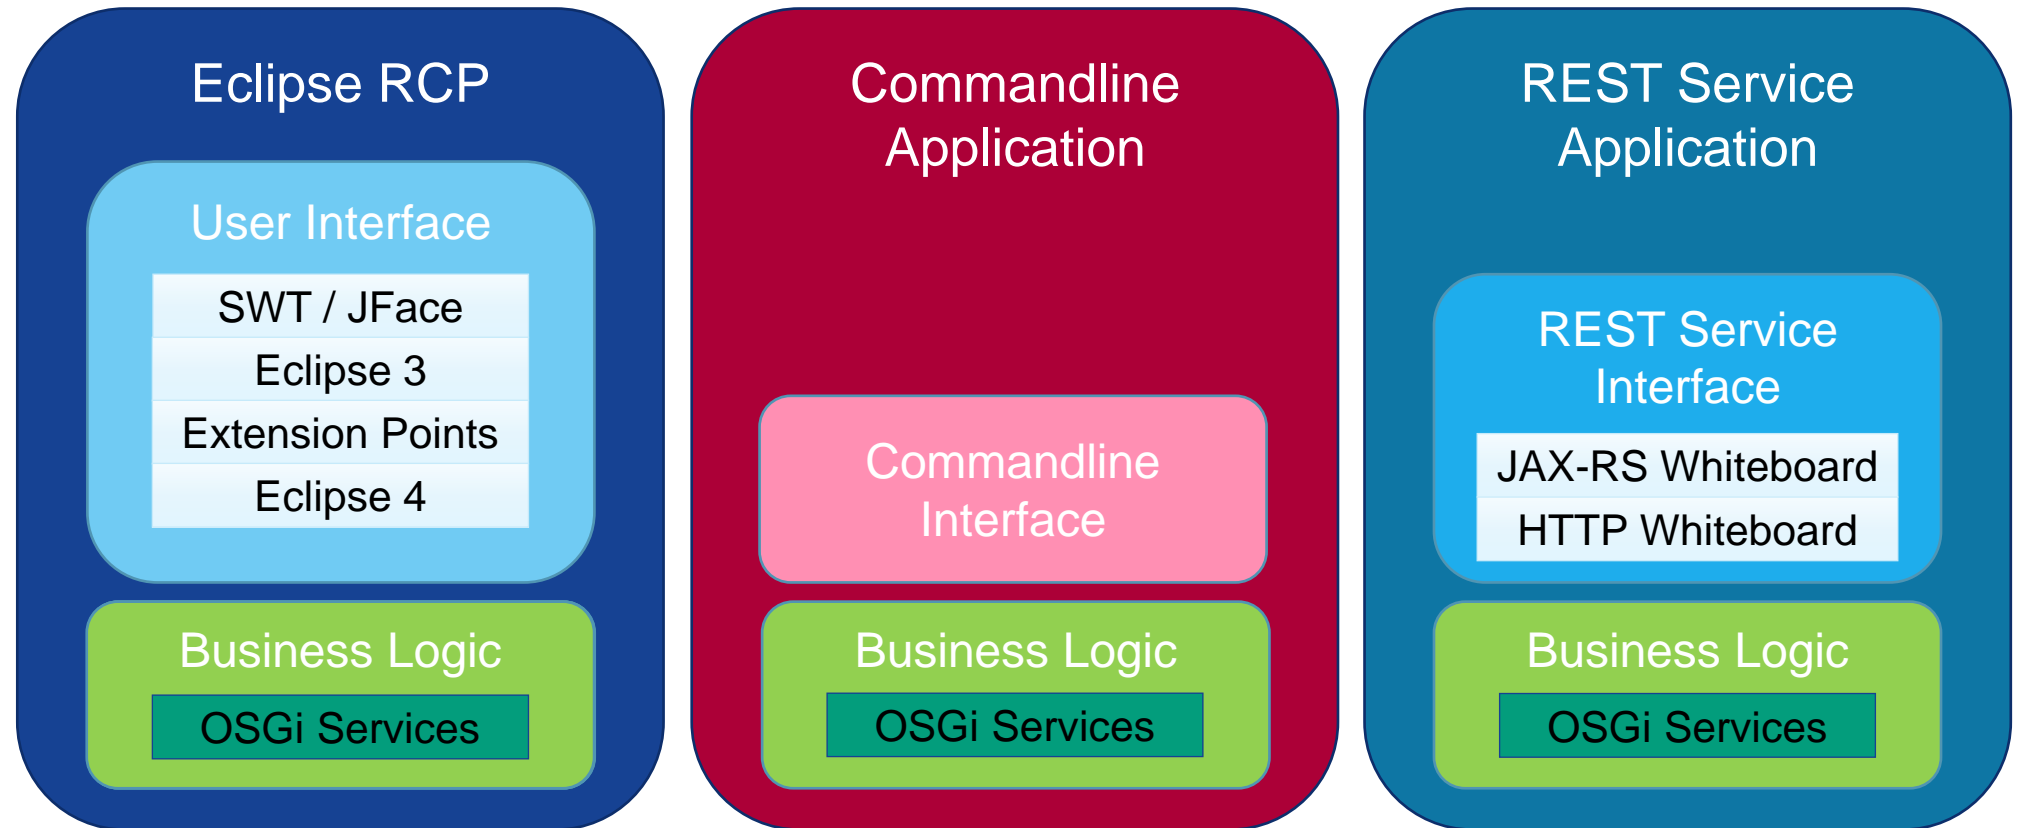 Eclipse RCP
User Interface
SWT / JFace
Eclipse 3
Extension Points
Eclipse 4
Business Logic
OSGi Services
Commandline
Application
Commandline
Interface
Business Logic
OSGi Services
REST Service
Application
REST Service
Interface
JAX-RS Whiteboard
HTTP Whiteboard
Business Logic
OSGi Services